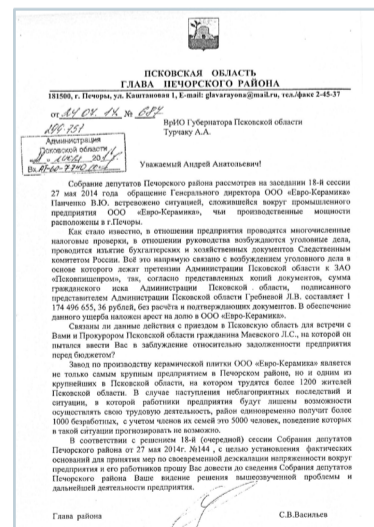 ПСКОВСКАЯ ОБЛАСТЬ
ГЛАВА ПЕЧОРСКОГО РАЙОНА
181500, г. Печоры, ул. Каштановая 1, E-mail: glavarayona@mail.ru, тел./факс 2-45-37
от № 687
244-751
Администрация
Псковской области
ВрИО Губернатора Псковской области
Турчаку А.А.
Уважаемый Андрей Анатольевич!
Собрание депутатов Печорского района рассмотрев на заседании 18-й сессии
27 мая 2014 года обращение Генерального директора ООО «Евро-Керамика»
Панченко В.Ю. встревожено ситуацией, сложившейся вокруг промышленного
предприятия ООО «Евро-Керамика», чьи производственные мощности
расположены в г.Печоры.
Как стало известно, в отношении предприятия проводятся многочисленные
налоговые проверки, в отношении руководства возбуждаются уголовные дела,
проводится изъятие бухгалтерских и хозяйственных документов Следственным
комитетом России. Всё это напрямую связано с возбуждением уголовного дела в
основе которого лежат претензии Администрации Псковской области к ЗАО
«Псковпищепром», так, согласно представленных копий документов, сумма
гражданского иска Администрации Псковской области, подписанного
представителем Администрации Псковской области Гребневой Л.В. составляет 1
174 496 655, 36 рублей, без расчёта и подтверждающих документов. В обеспечение
данного ущерба наложен арест на долю в ООО «Евро-Керамика».
Связаны ли данные действия с приездом в Псковскую область для встречи с
Вами и Прокурором Псковской области гражданина Маевского Л.С., на которой он
пытался ввести Вас в заблуждение относительно задолженности предприятия
перед бюджетом?
Завод по производству керамической плитки ООО «Евро-Керамика» является
не только самым крупным предприятием в Печорском районе, но и одним из
крупнейших в Псковской области, на котором трудятся более 1200 жителей
Псковской области. В случае наступления неблагоприятных последствий и
ситуации, в которой работники предприятия будут лишены возможности
осуществлять свою трудовую деятельность, район единовременно получит более
1000 безработных, с учетом членов их семей это 5000 человек, поведение которых
в такой ситуации прогнозировать не возможно.
В соответствии с решением 18-й (очередной) сессии Собрания депутатов
Печорского района от 27 мая 2014г. №144 , с целью установления фактических
оснований для принятия мер по своевременной дескалации напряженности вокруг
предприятия и его работников прошу Вас довести до сведения Собрания депутатов
Печорского района Ваше видение решения вышеозвученной проблемы и
дальнейшей деятельности предприятия.
Глава района С.В.Васильев